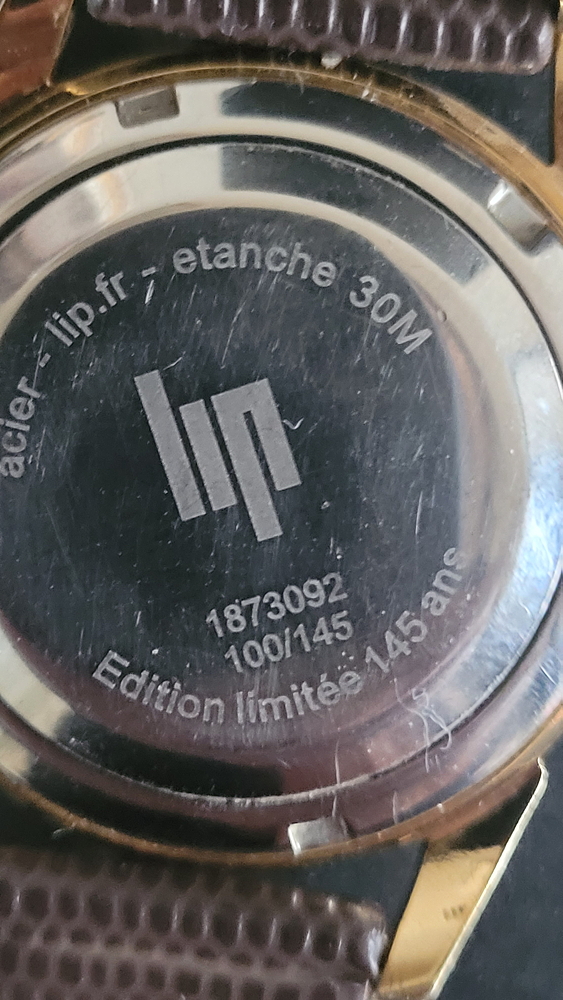 acier - lip.fr - etanche 30M
lip
1873092
100/145
Edition limitée 145 ans